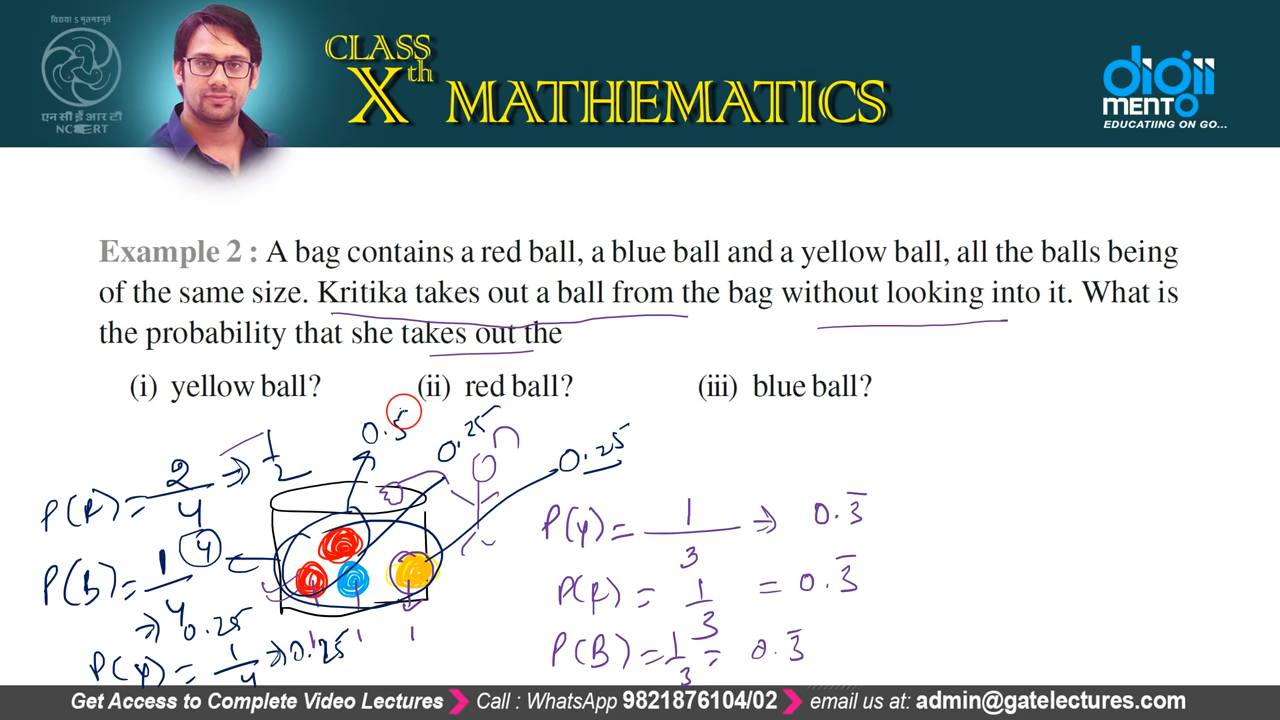 विद्यया ऽ मृतमश्नुते
एन सी ई आर टी
NCERT
CLASS
Xth MATHEMATICS
digii
mento
EDUCATIING ON GO...
Example 2 : A bag contains a red ball, a blue ball and a yellow ball, all the balls being
of the same size. Kritika takes out a ball from the bag without looking into it. What is
the probability that she takes out the
(i) yellow ball? (ii) red ball? (iii) blue ball?
0.5 0.25 0.25
P(R) = 2/4 ⇒ 1/2
4
P(B) = 1/4
⇒ 0.25
P(Y) = 1/4 ⇒ 0.25
1 1 1
P(Y) = 1/3 ⇒ 0.3̅
P(R) = 1/3 = 0.3̅
P(B) = 1/3 = 0.3̅
Get Access to Complete Video Lectures Call : WhatsApp 9821876104/02 email us at: admin@gatelectures.com